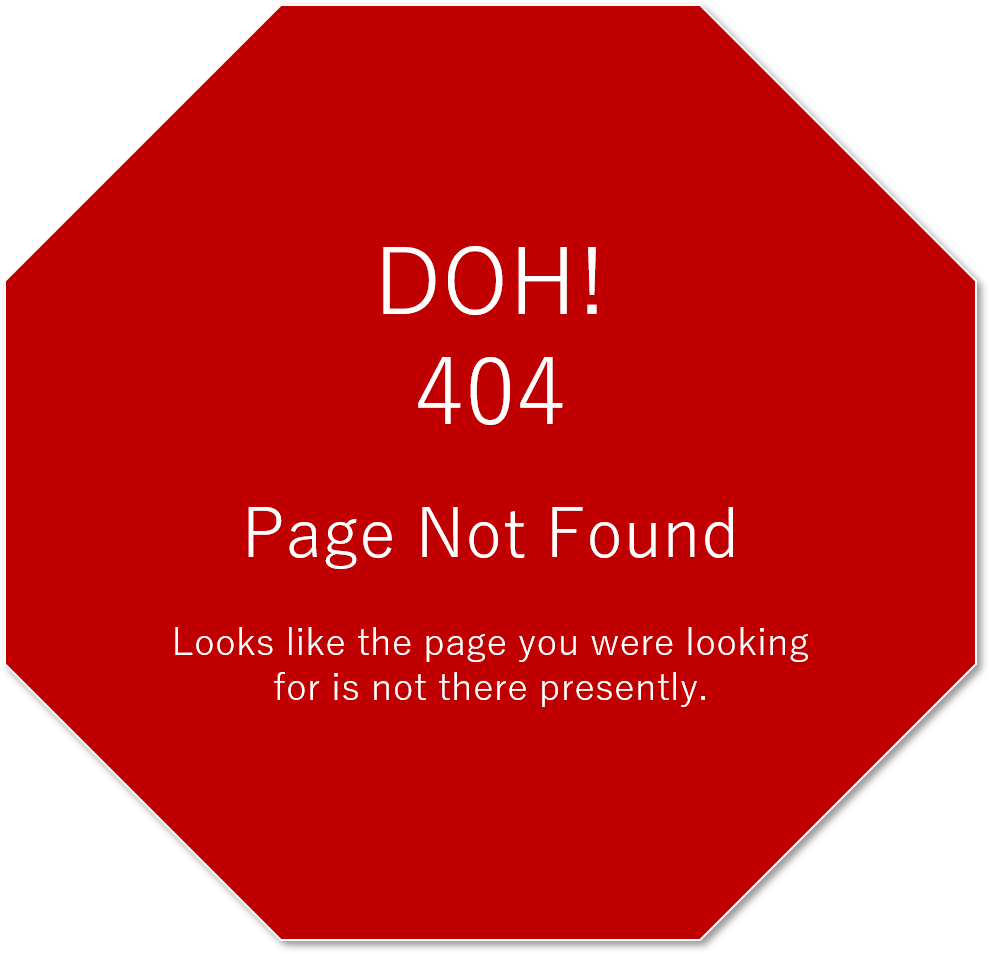 DOH!
404
Page Not Found
Looks like the page you were looking
for is not there presently.